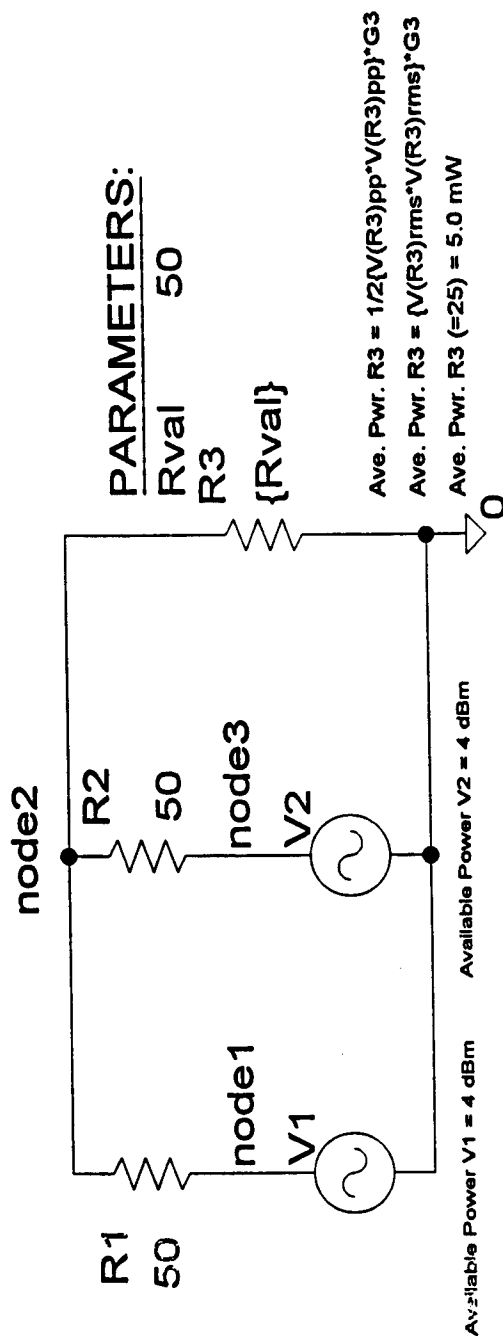 node2
R1
50
node1
V1
Available Power V1 = 4 dBm
R2
50
node3
V2
Available Power V2 = 4 dBm
PARAMETERS:
Rval 50
R3
{Rval}
0
Ave. Pwr. R3 = 1/2{V(R3)pp*V(R3)pp}*G3
Ave. Pwr. R3 = {V(R3)rms*V(R3)rms}*G3
Ave. Pwr. R3 (=25) = 5.0 mW